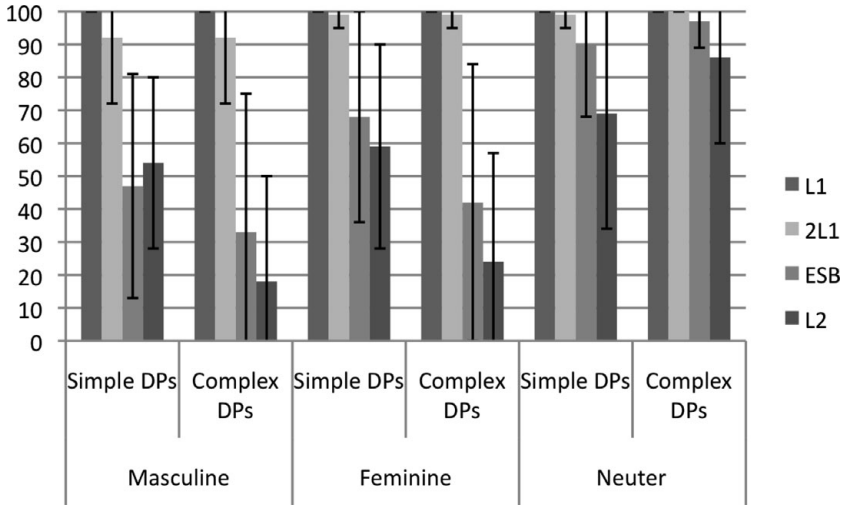 100
90
80
70
60
50
40
30
20
10
0
L1
2L1
ESB
L2
Simple DPs
Complex
DPs
Simple DPs
Complex
DPs
Simple DPs
Complex
DPs
Masculine
Feminine
Neuter